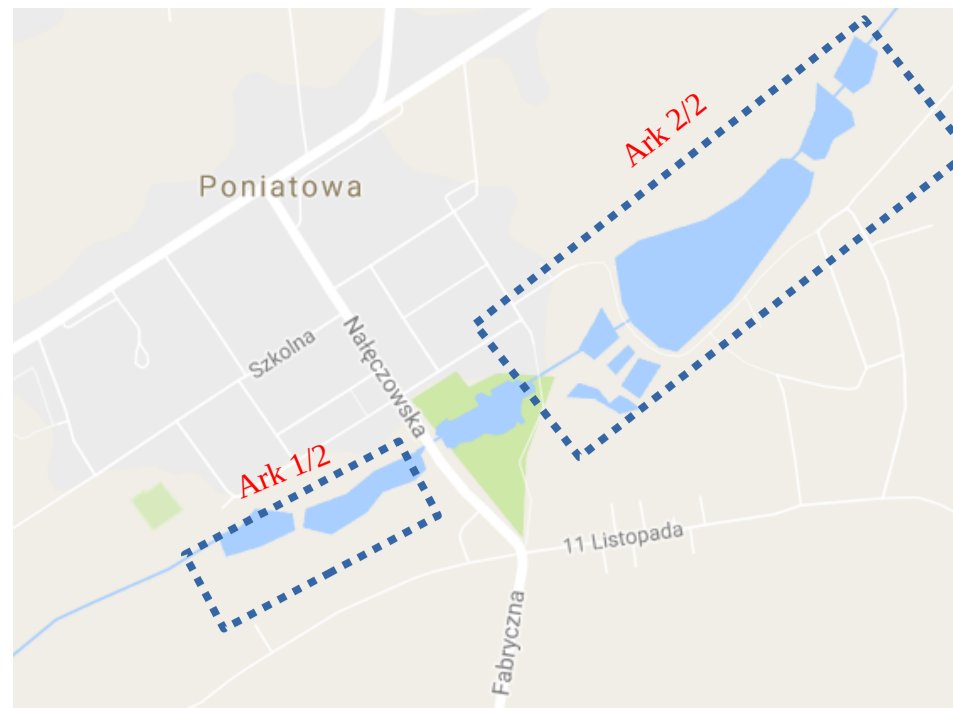 Ark 2/2
Poniatowa
Szkolna
Nałęczowska
Ark 1/2
11 Listopada
Fabryczna